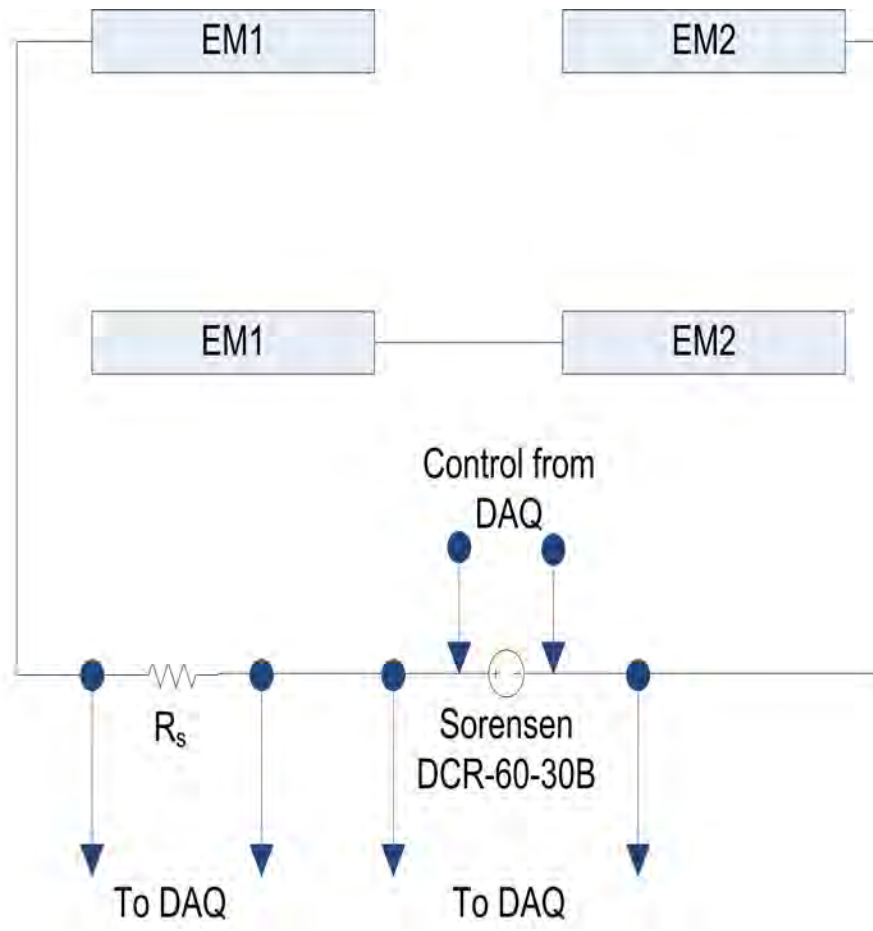 EM1
EM2
EM1
EM2
Control from
DAQ
+ -
Rs
Sorensen
DCR-60-30B
To DAQ
To DAQ